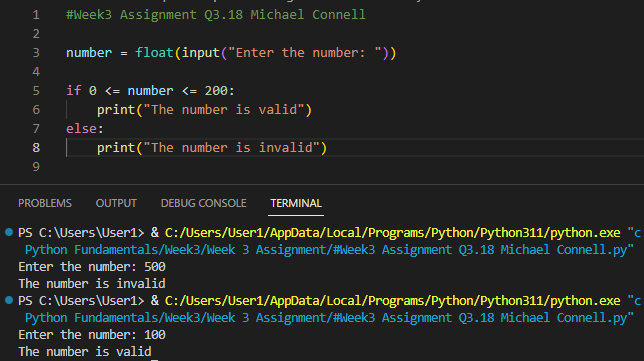 1 #Week3 Assignment Q3.18 Michael Connell
2
3 number = float(input("Enter the number: "))
4
5 if 0 <= number <= 200:
6     print("The number is valid")
7 else:
8     print("The number is invalid")
9
PROBLEMS OUTPUT DEBUG CONSOLE TERMINAL
PS C:\Users\User1> & C:/Users/User1/AppData/Local/Programs/Python/Python311/python.exe "c
Python Fundamentals/Week3/Week 3 Assignment/#Week3 Assignment Q3.18 Michael Connell.py"
Enter the number: 500
The number is invalid
PS C:\Users\User1> & C:/Users/User1/AppData/Local/Programs/Python/Python311/python.exe "c
Python Fundamentals/Week3/Week 3 Assignment/#Week3 Assignment Q3.18 Michael Connell.py"
Enter the number: 100
The number is valid